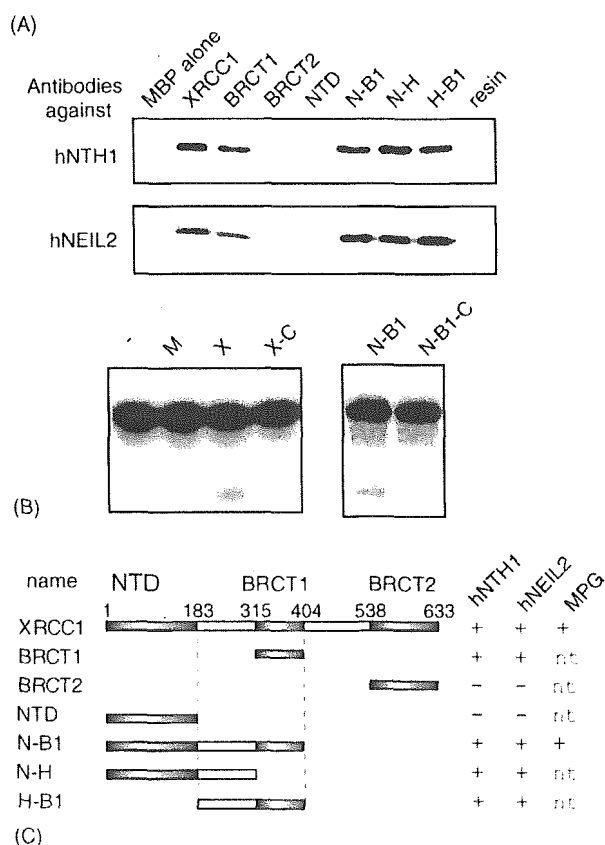 (A)
Antibodies against
MBP alone XRCC1 BRCT1 BRCT2 NTD N-B1 N-H H-B1 resin
hNTH1
hNEIL2
- M X X-C N-B1 N-B1-C
(B)
name NTD BRCT1 BRCT2 hNTH1 hNEIL2 MPG
1 183 315 404 538 633
XRCC1 + + +
BRCT1 + + nt
BRCT2 - - nt
NTD - - nt
N-B1 + + +
N-H + + nt
H-B1 + + nt
(C)